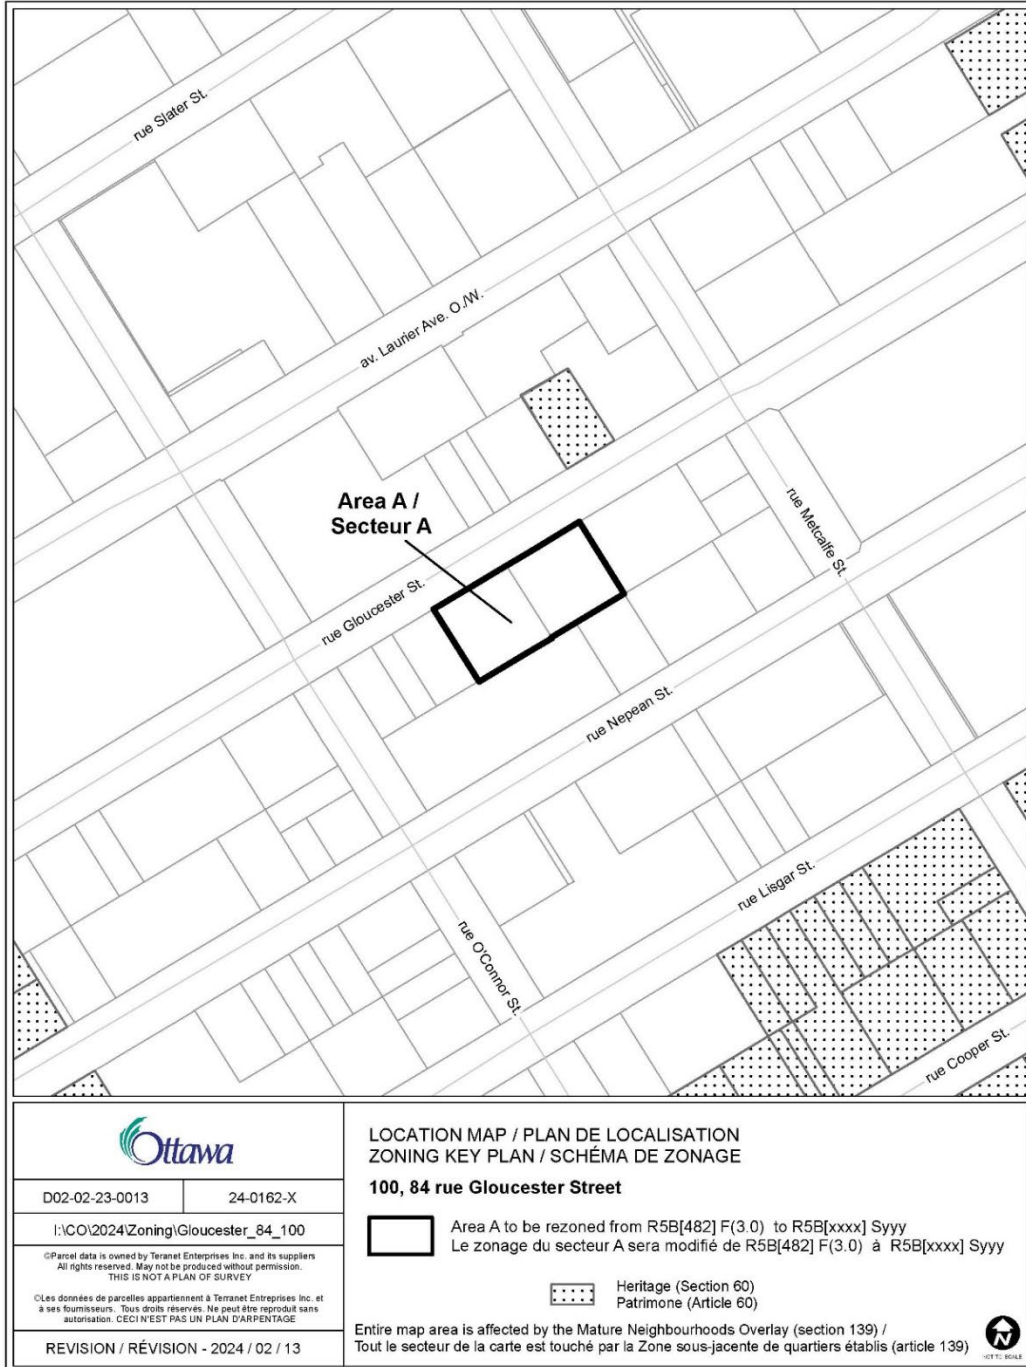 rue Slater St.
av. Laurier Ave. O./W.
Area A /
Secteur A
rue Metcalfe St.
rue Gloucester St.
rue Nepean St.
rue Lisgar St.
rue O'Connor St.
rue Cooper St.
Ottawa
D02-02-23-0013
24-0162-X
I:\CO\2024\Zoning\Gloucester_84_100
©Parcel data is owned by Teranet Enterprises Inc. and its suppliers
All rights reserved. May not be produced without permission.
THIS IS NOT A PLAN OF SURVEY
©Les données de parcelles appartiennent à Teranet Entreprises Inc. et
à ses fournisseurs. Tous droits réservés. Ne peut être reproduit sans
autorisation. CECI N'EST PAS UN PLAN D'ARPENTAGE
REVISION / RÉVISION - 2024 / 02 / 13
LOCATION MAP / PLAN DE LOCALISATION
ZONING KEY PLAN / SCHÉMA DE ZONAGE
100, 84 rue Gloucester Street
Area A to be rezoned from R5B[482] F(3.0) to R5B[xxxx] Syyy
Le zonage du secteur A sera modifié de R5B[482] F(3.0) à R5B[xxxx] Syyy
Heritage (Section 60)
Patrimone (Article 60)
Entire map area is affected by the Mature Neighbourhoods Overlay (section 139) /
Tout le secteur de la carte est touché par la Zone sous-jacente de quartiers établis (article 139)
N
NOT TO SCALE